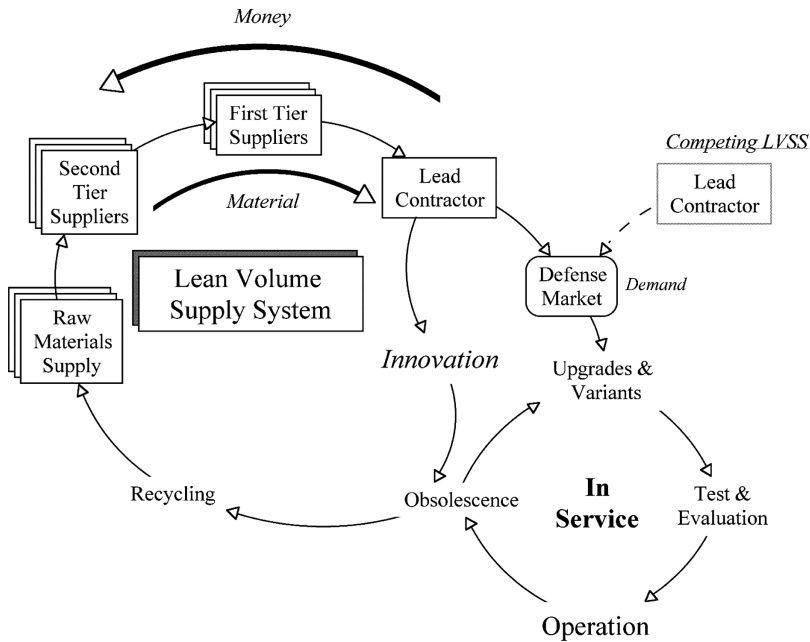 Money
First Tier
Suppliers
Second
Tier
Suppliers
Material
Lead
Contractor
Competing LVSS
Lead
Contractor
Lean Volume
Supply System
Defense
Market
Demand
Raw
Materials
Supply
Innovation
Upgrades &
Variants
Recycling
Obsolescence
In
Service
Test &
Evaluation
Operation